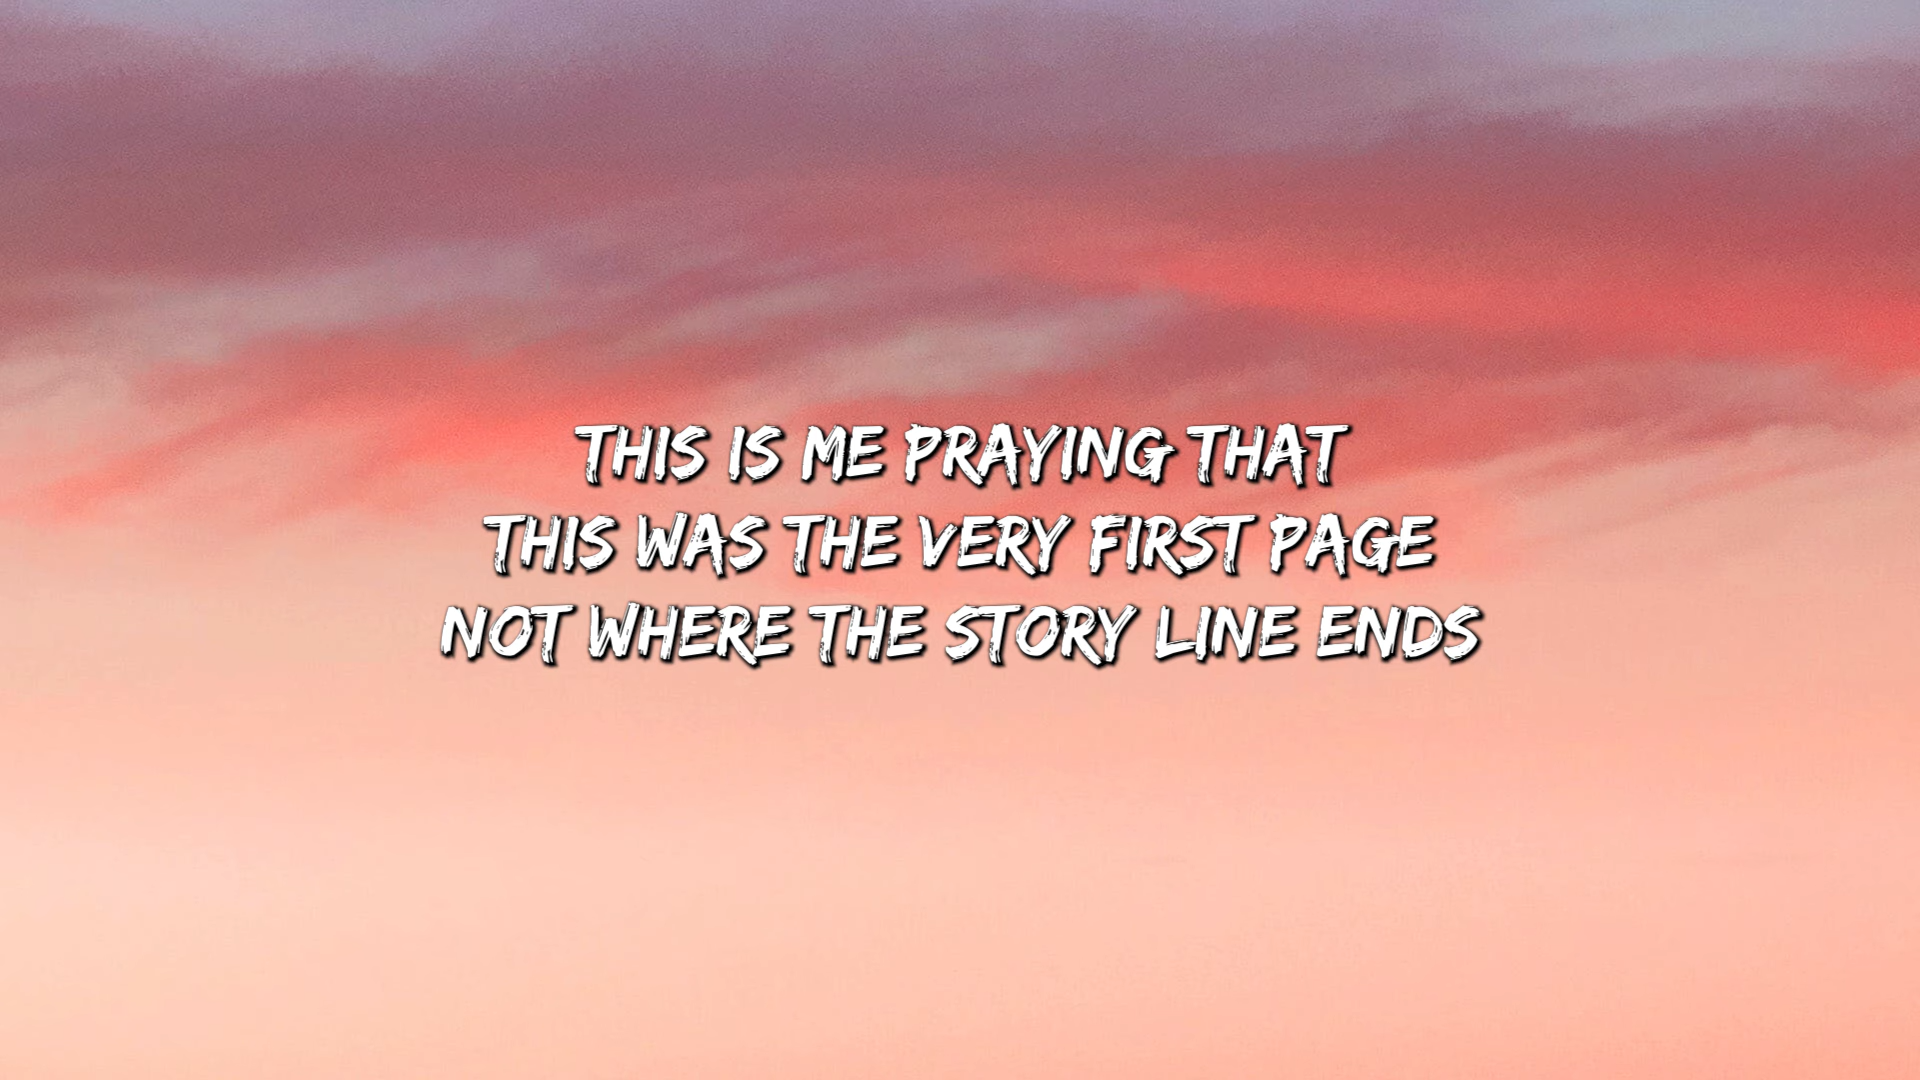 THIS IS ME PRAYING THAT
THIS WAS THE VERY FIRST PAGE
NOT WHERE THE STORY LINE ENDS